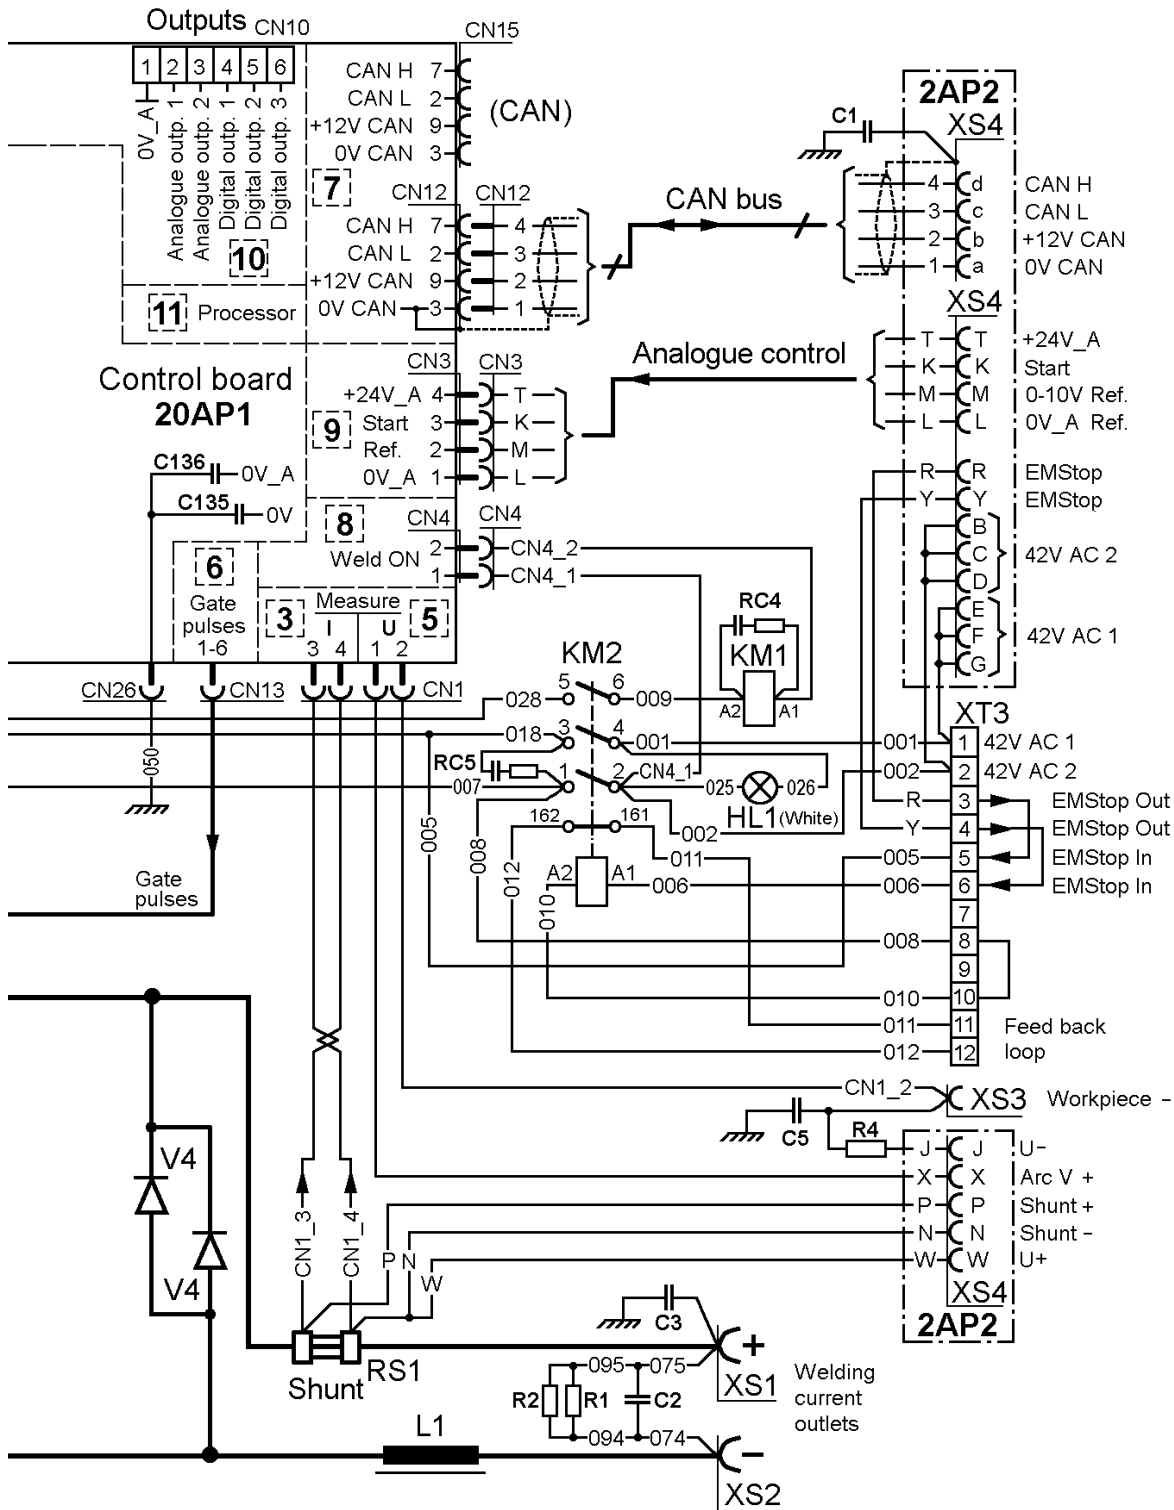 Outputs CN10
1 2 3 4 5 6
0V_A
Analogue outp. 1
Analogue outp. 2
Digital outp. 1
Digital outp. 2
Digital outp. 3
CN15
CAN H 7
CAN L 2
+12V CAN 9
0V CAN 3
(CAN)
7
10
11 Processor
CN12 CN12
CAN H 7 4
CAN L 2 3
+12V CAN 9 2
0V CAN 3 1
CAN bus
C1
2AP2
XS4
4 d CAN H
3 c CAN L
2 b +12V CAN
1 a 0V CAN
XS4
T T +24V_A
K K Start
M M 0-10V Ref.
L L 0V_A Ref.
R R EMStop
Y Y EMStop
B
C 42V AC 2
D
E
F 42V AC 1
G
Analogue control
Control board
20AP1
CN3 CN3
+24V_A 4 T
Start 3 K
Ref. 2 M
0V_A 1 L
9
C136 0V_A
C135 0V
8
CN4 CN4
Weld ON
2 CN4_2
1 CN4_1
6
Gate
pulses
1-6
3 Measure 5
I U
3 4 1 2
CN26 CN13 CN1
050
Gate
pulses
RC4
KM1
A2 A1
KM2
028 5 6 009
018 3 4 001
RC5
007 1 2 CN4_1
025 026
HL1 (White)
002
162 161
011
A2 A1
006
005
008
012
010
XT3
001 1 42V AC 1
002 2 42V AC 2
R 3 EMStop Out
Y 4 EMStop Out
005 5 EMStop In
006 6 EMStop In
7
008 8
9
010 10
011 11 Feed back
012 12 loop
CN1_2 XS3 Workpiece -
C5 R4
J J U-
X X Arc V +
P P Shunt +
N N Shunt -
W W U+
XS4
2AP2
V4
V4
CN1_3 CN1_4
P N W
RS1
Shunt
C3
+
XS1
Welding
current
outlets
095 075
R2 R1 C2
094 074
L1
-
XS2